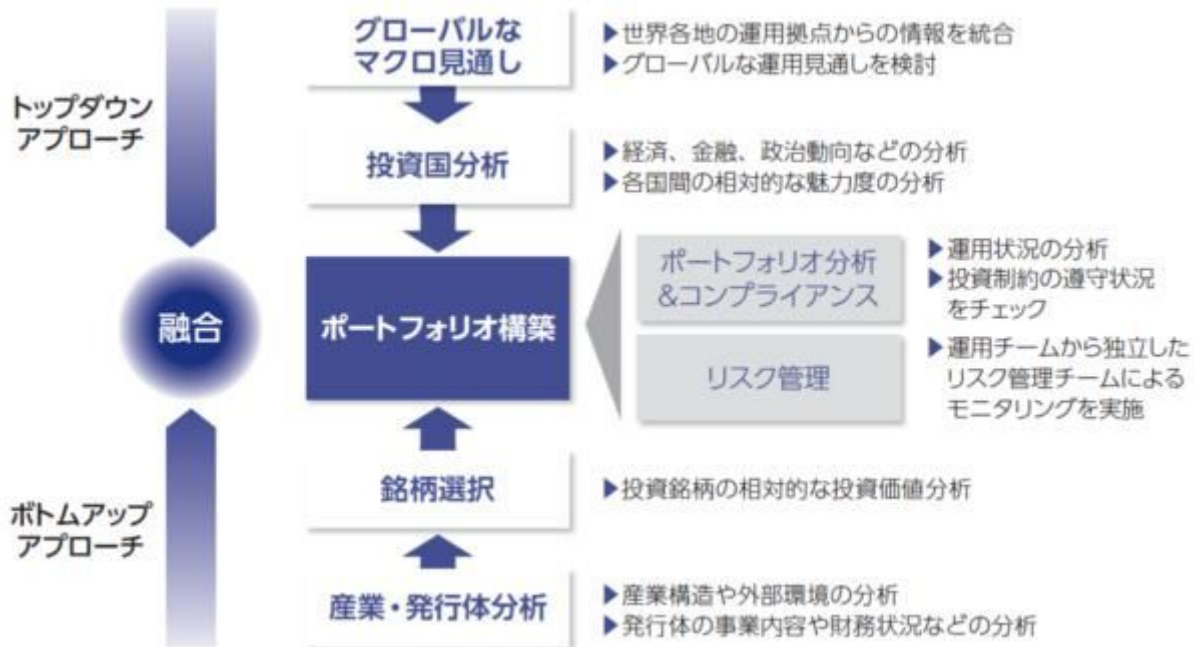 グローバルな
マクロ見通し
▶世界各地の運用拠点からの情報を統合
▶グローバルな運用見通しを検討
トップダウン
アプローチ
投資国分析
▶経済、金融、政治動向などの分析
▶各国間の相対的な魅力度の分析
融合
ポートフォリオ構築
ポートフォリオ分析
&コンプライアンス
▶運用状況の分析
▶投資制約の遵守状況
をチェック
リスク管理
▶運用チームから独立した
リスク管理チームによる
モニタリングを実施
ボトムアップ
アプローチ
銘柄選択
▶投資銘柄の相対的な投資価値分析
産業・発行体分析
▶産業構造や外部環境の分析
▶発行体の事業内容や財務状況などの分析